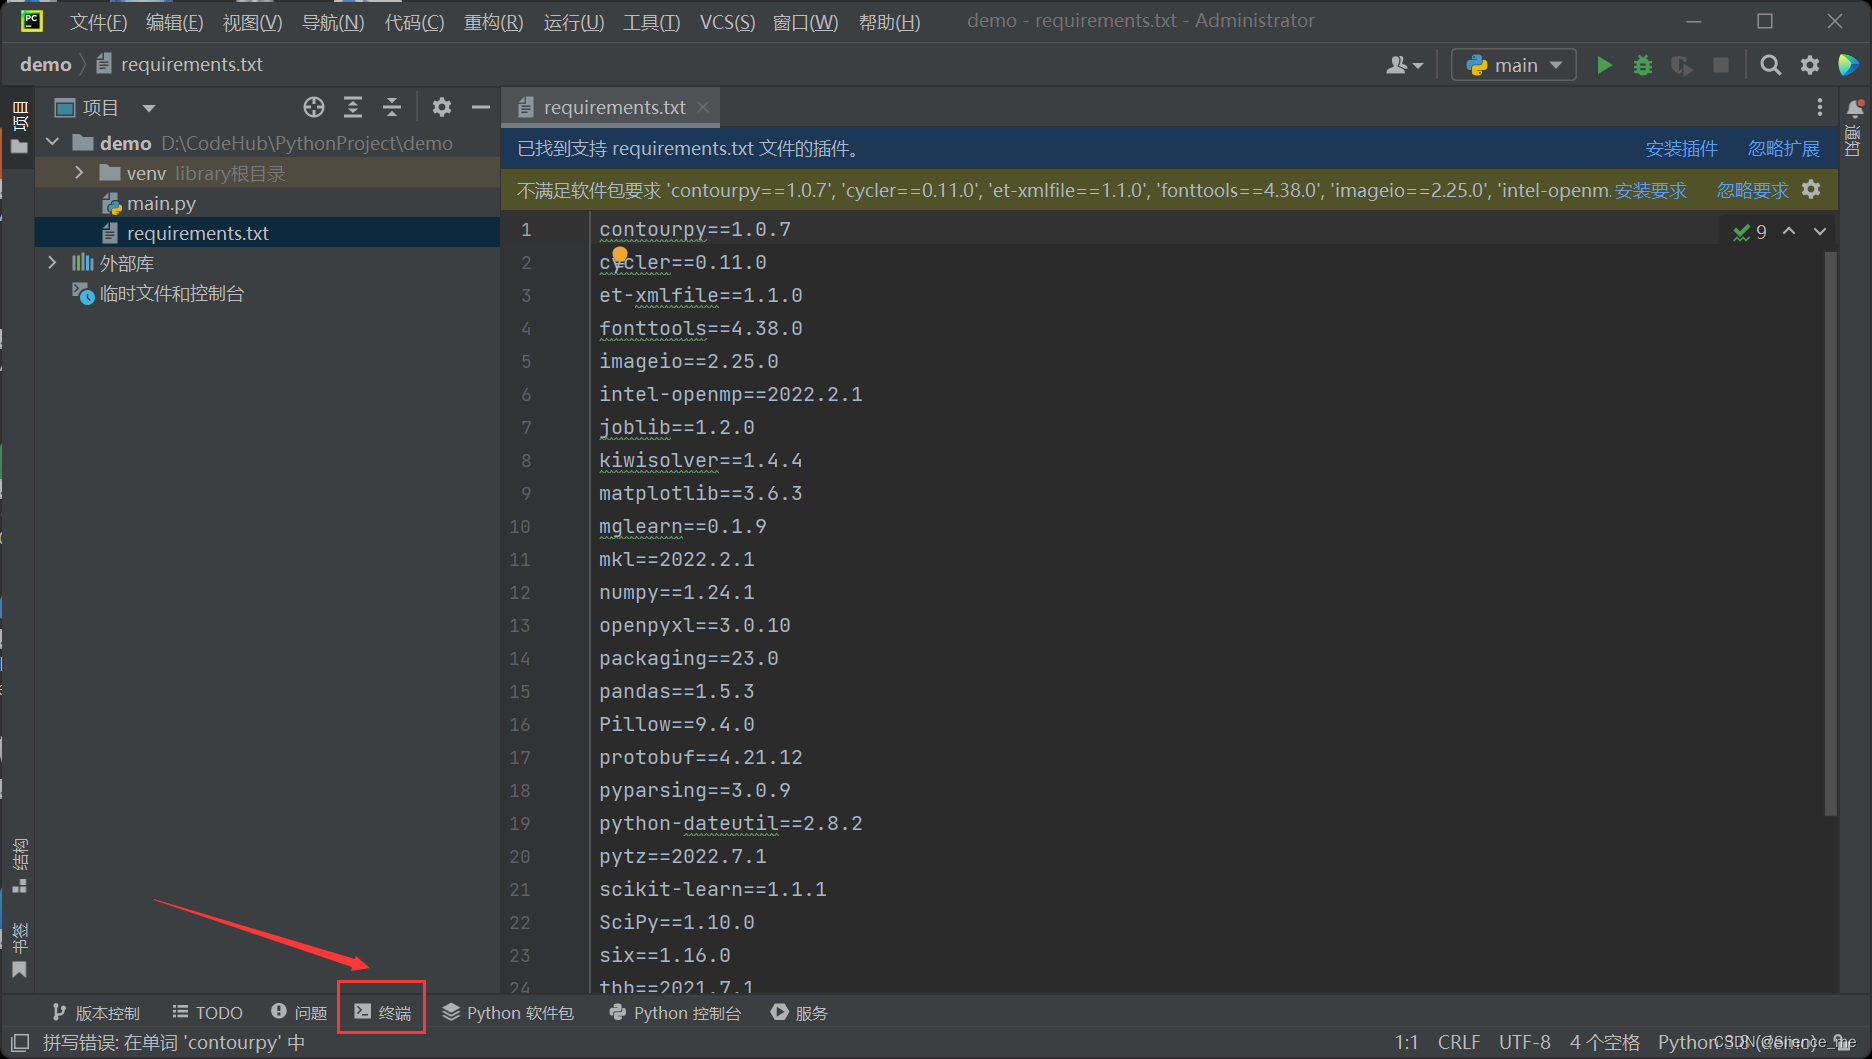 文件(F) 编辑(E) 视图(V) 导航(N) 代码(C) 重构(R) 运行(U) 工具(T) VCS(S) 窗口(W) 帮助(H) demo - requirements.txt - Administrator
demo requirements.txt main
项目
项目
requirements.txt
通知
demo D:\CodeHub\PythonProject\demo
venv library根目录
main.py
requirements.txt
外部库
临时文件和控制台
已找到支持 requirements.txt 文件的插件。 安装插件 忽略扩展
不满足软件包要求 'contourpy==1.0.7', 'cycler==0.11.0', 'et-xmlfile==1.1.0', 'fonttools==4.38.0', 'imageio==2.25.0', 'intel-openm. 安装要求 忽略要求
1 contourpy==1.0.7 9
2 cycler==0.11.0
3 et-xmlfile==1.1.0
4 fonttools==4.38.0
5 imageio==2.25.0
6 intel-openmp==2022.2.1
7 joblib==1.2.0
8 kiwisolver==1.4.4
9 matplotlib==3.6.3
10 mglearn==0.1.9
11 mkl==2022.2.1
12 numpy==1.24.1
13 openpyxl==3.0.10
14 packaging==23.0
15 pandas==1.5.3
16 Pillow==9.4.0
17 protobuf==4.21.12
18 pyparsing==3.0.9
19 python-dateutil==2.8.2
20 pytz==2022.7.1
21 scikit-learn==1.1.1
22 SciPy==1.10.0
23 six==1.16.0
24 tbb==2021.7.1
结构
书签
版本控制 TODO 问题 终端 Python 软件包 Python 控制台 服务
拼写错误: 在单词 'contourpy' 中 1:1 CRLF UTF-8 4 个空格 Python 3.8 (demo)
CSDN @Silence_me